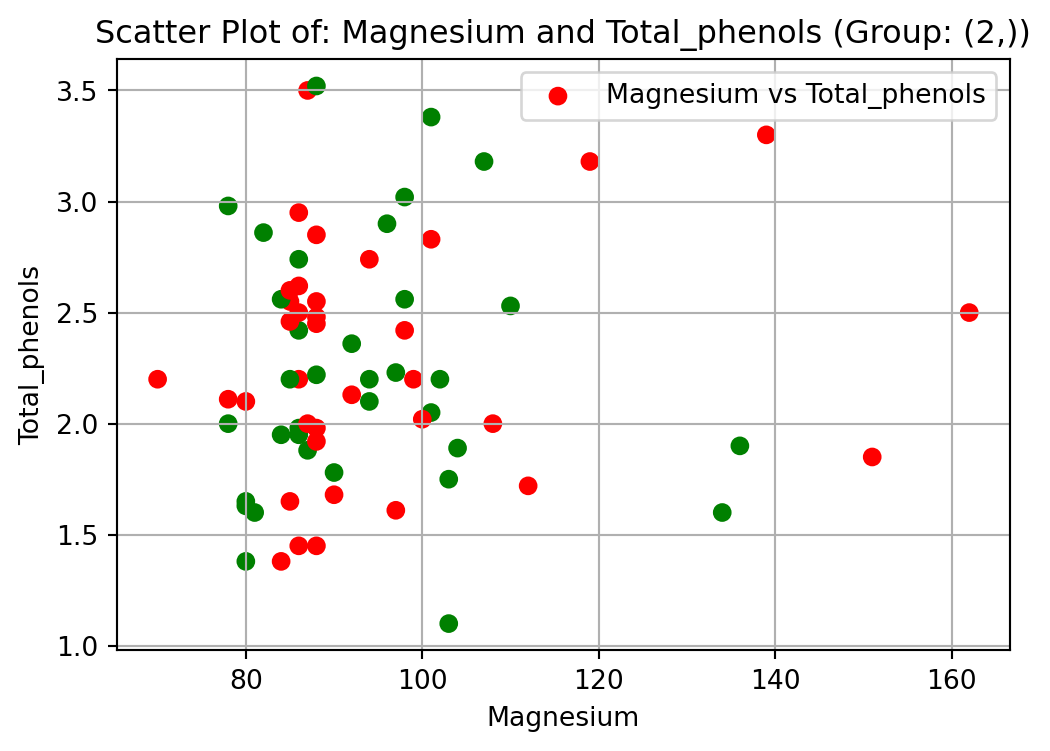 Scatter Plot of: Magnesium and Total_phenols (Group: (2,))
Magnesium vs Total_phenols
3.5
3.0
2.5
2.0
1.5
1.0
Total_phenols
80 100 120 140 160
Magnesium